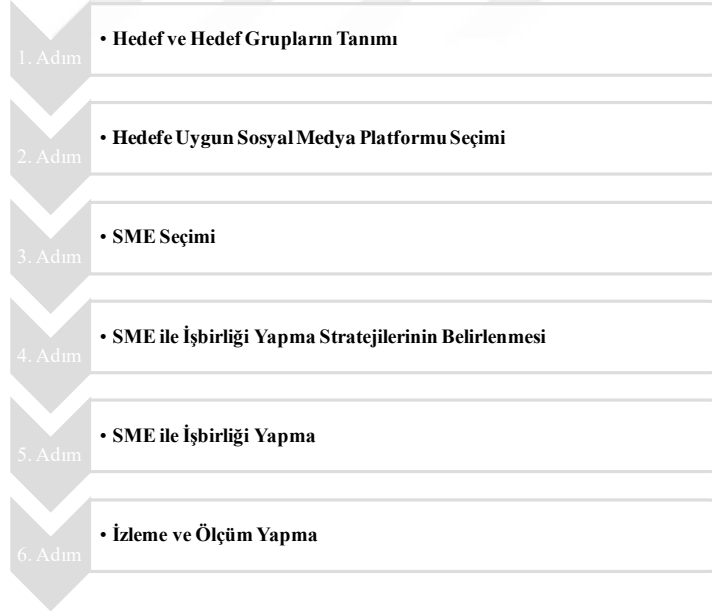 1. Adım
• Hedef ve Hedef Grupların Tanımı
2. Adım
• Hedefe Uygun Sosyal Medya Platformu Seçimi
3. Adım
• SME Seçimi
4. Adım
• SME ile İşbirliği Yapma Stratejilerinin Belirlenmesi
5. Adım
• SME ile İşbirliği Yapma
6. Adım
• İzleme ve Ölçüm Yapma